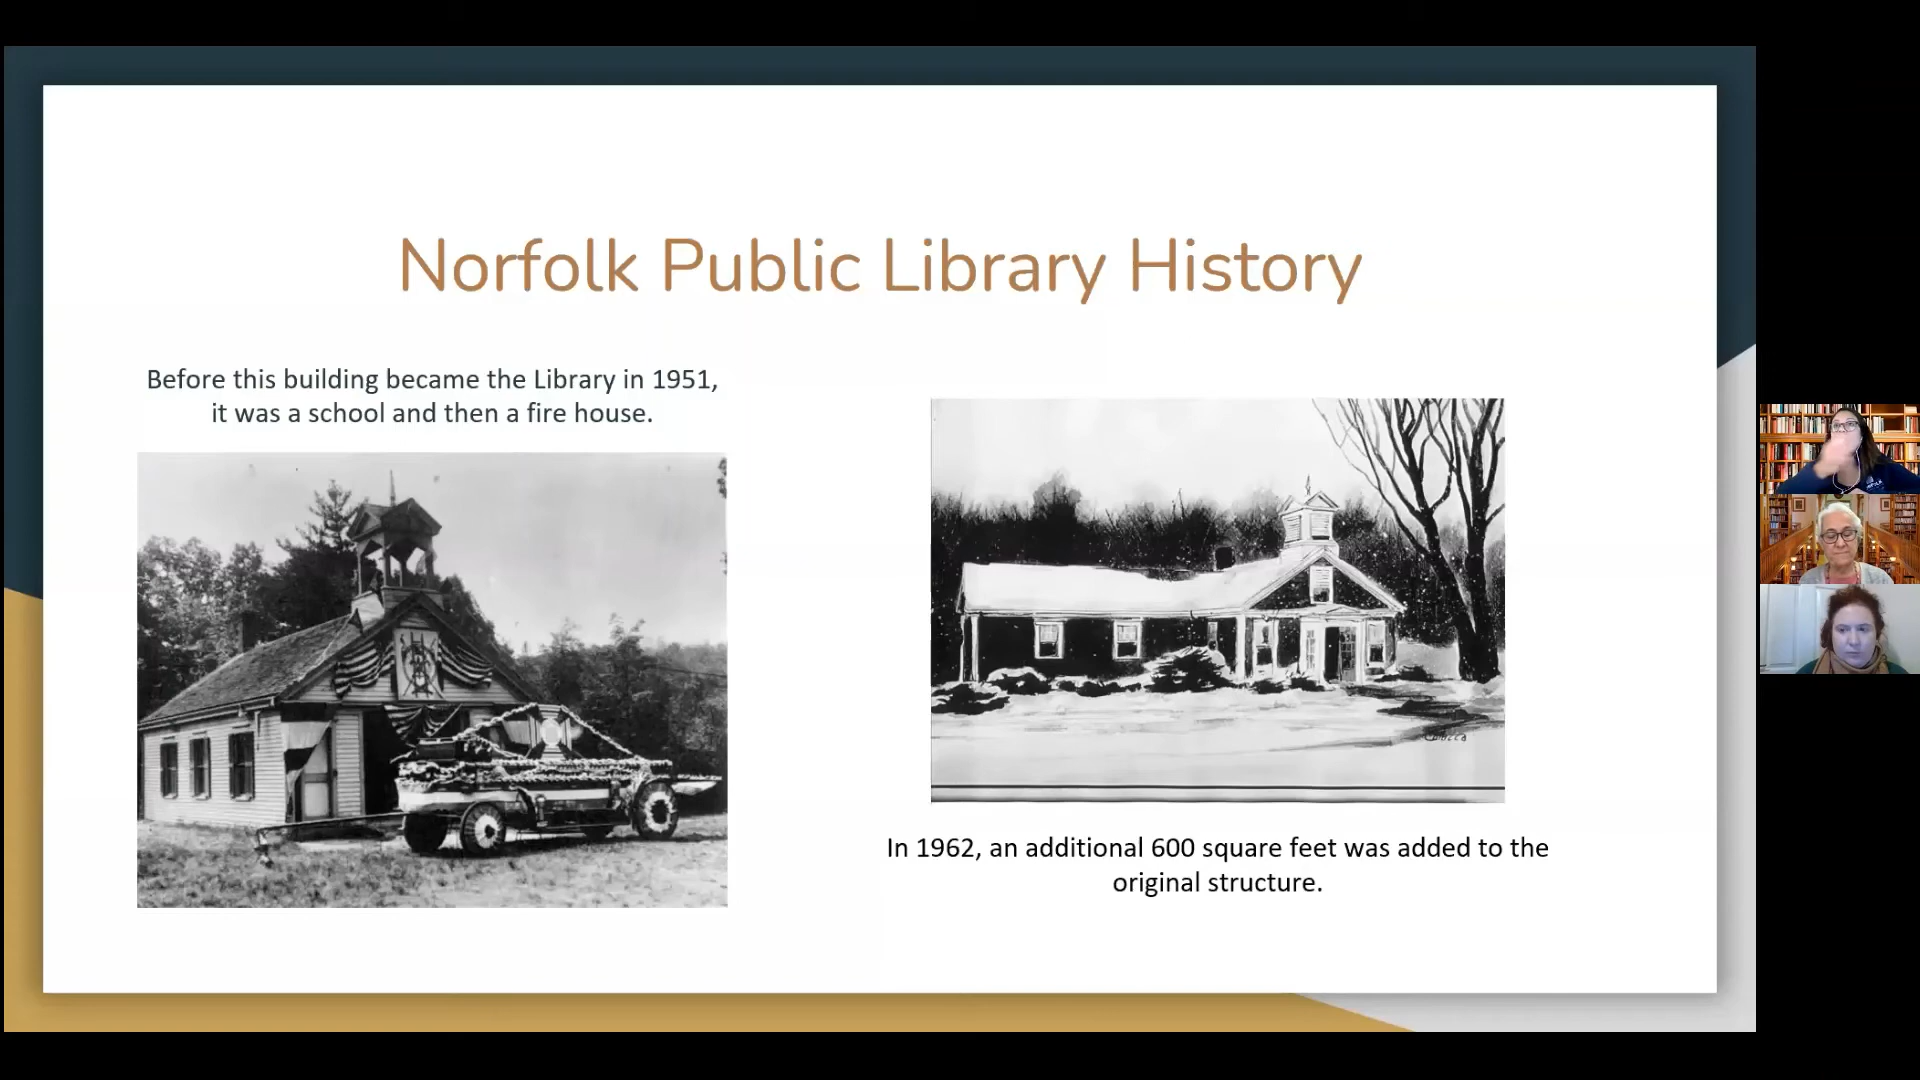 Norfolk Public Library History
Before this building became the Library in 1951,
it was a school and then a fire house.
In 1962, an additional 600 square feet was added to the
original structure.